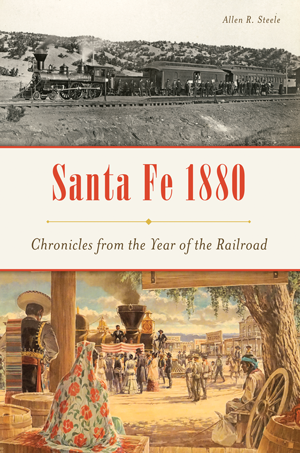 Allen R. Steele
Santa Fe 1880
Chronicles from the Year of the Railroad